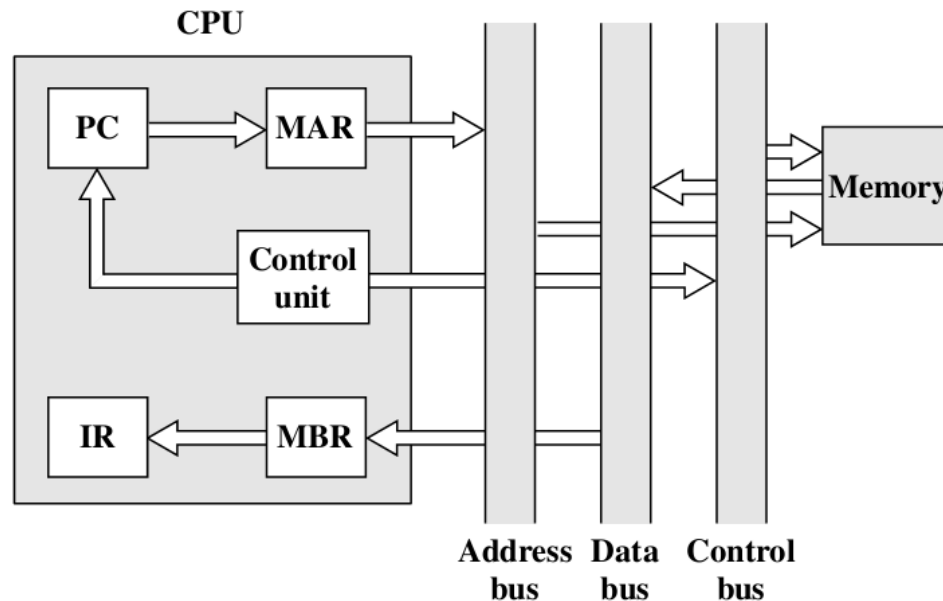 CPU
PC
MAR
Memory
Control
unit
IR
MBR
Address
bus
Data
bus
Control
bus